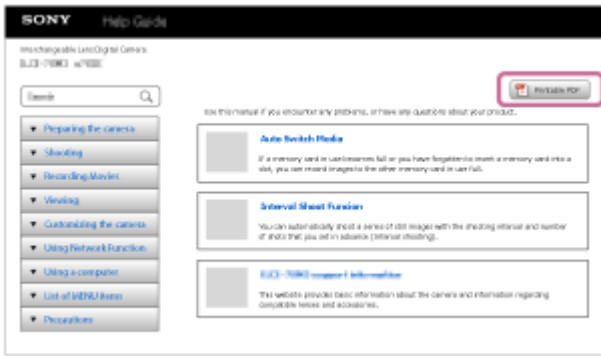 SONY Help Guide
Interchangeable Lens Digital Camera
Search
Printable PDF
Use this manual if you encounter any problems, or have any questions about your product.
Preparing the camera
Shooting
Recording Movies
Viewing
Customizing the camera
Using Network Function
Using a computer
List of MENU items
Precautions
Auto Switch Media
If a memory card in use becomes full or you have forgotten to insert a memory card into a
slot, you can record images to the other memory card in use full.
Interval Shoot Funsion
You can automatically shoot a series of still images with the shooting interval and number
of shots that you set in advance (Interval shooting).
support information
This website provides basic information about the camera and information regarding
compatible lenses and accessories.